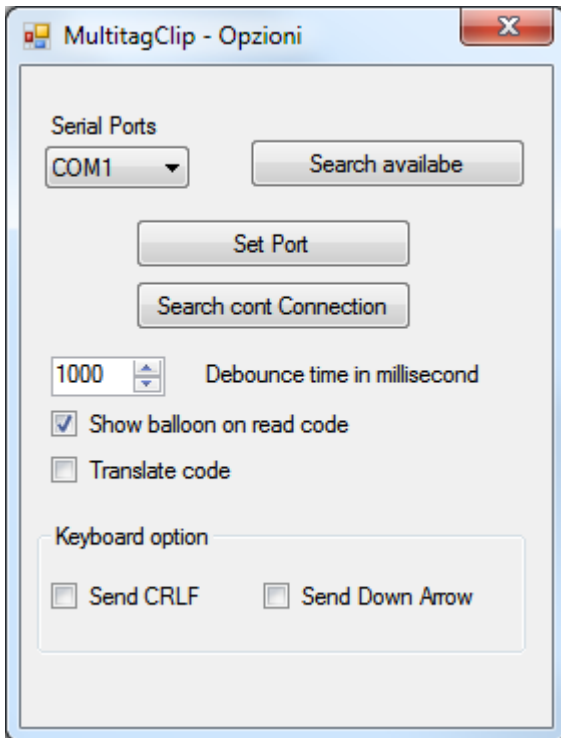 MultitagClip - Opzioni
Serial Ports
COM1
Search availabe
Set Port
Search cont Connection
1000 Debounce time in millisecond
Show balloon on read code
Translate code
Keyboard option
Send CRLF Send Down Arrow